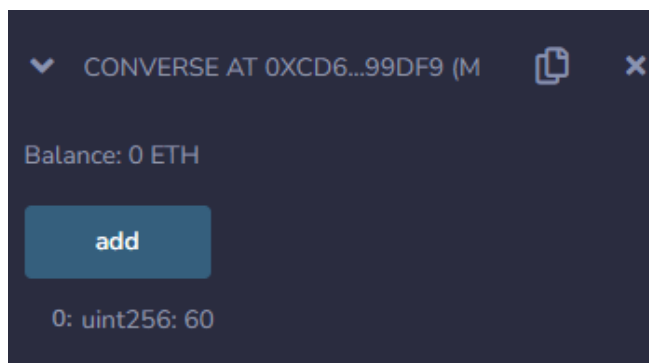 CONVERSE AT 0XCD6...99DF9 (M
Balance: 0 ETH
add
0: uint256: 60